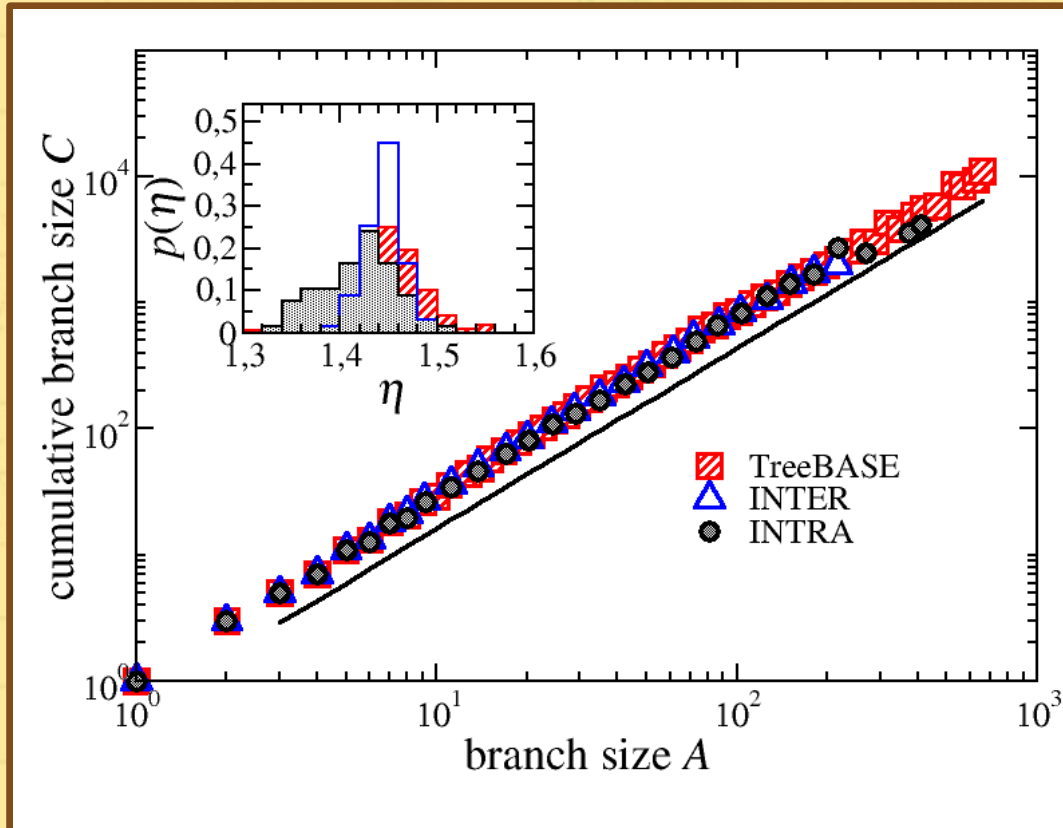 cumulative branch size C
10^4
10^2
10^0
p(η)
0,5
0,4
0,3
0,2
0,1
0
1,3 1,4 1,5 1,6
η
TreeBASE
INTER
INTRA
10^0 10^1 10^2 10^3
branch size A